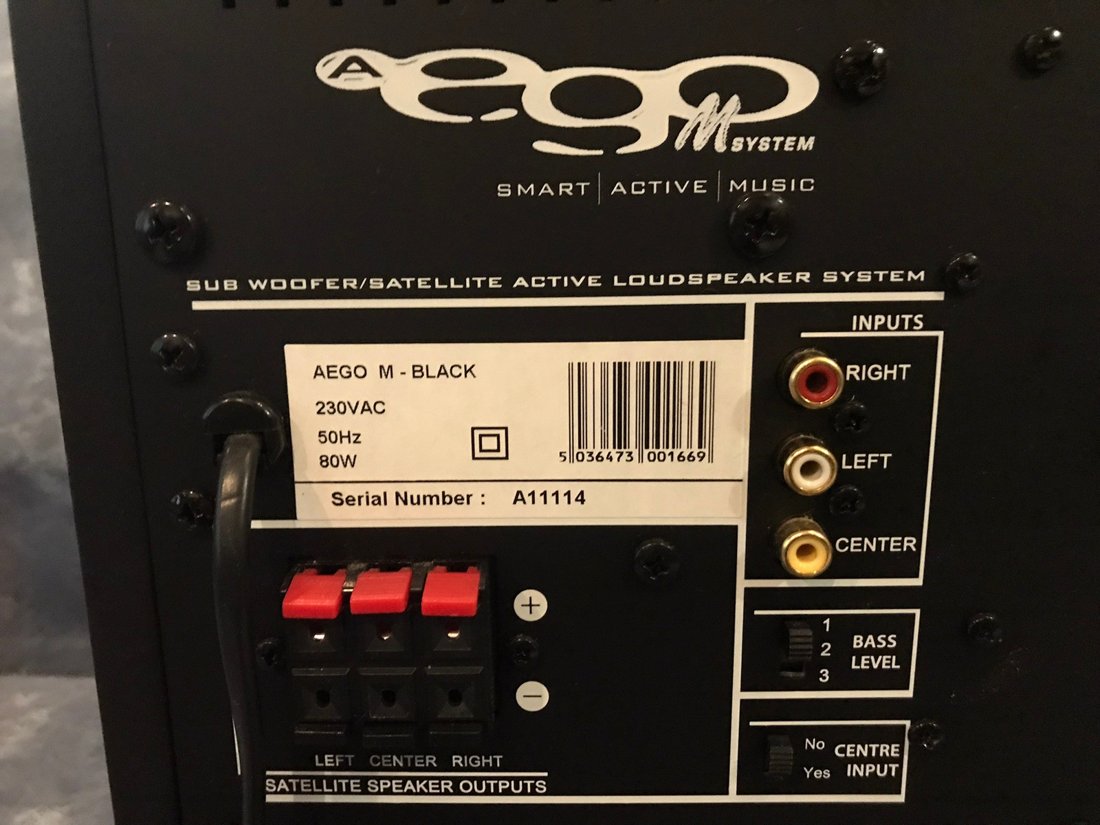 A aego M SYSTEM
SMART | ACTIVE | MUSIC
SUB WOOFER/SATELLITE ACTIVE LOUDSPEAKER SYSTEM
AEGO M - BLACK
230VAC
50Hz
80W
5 036473 001669
Serial Number : A11114
INPUTS
RIGHT
LEFT
CENTER
+
−
LEFT CENTER RIGHT
SATELLITE SPEAKER OUTPUTS
1
2
3
BASS
LEVEL
No
Yes
CENTRE
INPUT